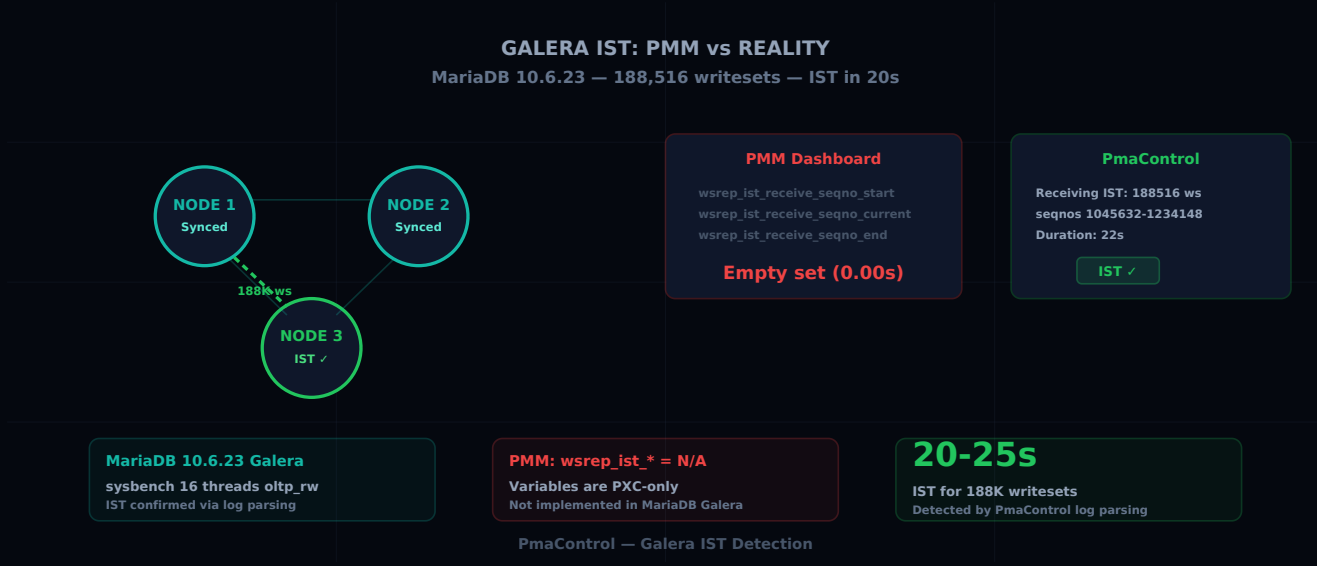 GALERA IST: PMM vs REALITY
MariaDB 10.6.23 — 188,516 writesets — IST in 20s
NODE 1
Synced
NODE 2
Synced
188K ws
NODE 3
IST ✓
PMM Dashboard
wsrep_ist_receive_seqno_start
wsrep_ist_receive_seqno_current
wsrep_ist_receive_seqno_end
Empty set (0.00s)
PmaControl
Receiving IST: 188516 ws
seqnos 1045632-1234148
Duration: 22s
IST ✓
MariaDB 10.6.23 Galera
sysbench 16 threads oltp_rw
IST confirmed via log parsing
PMM: wsrep_ist_* = N/A
Variables are PXC-only
Not implemented in MariaDB Galera
20-25s
IST for 188K writesets
Detected by PmaControl log parsing
PmaControl — Galera IST Detection